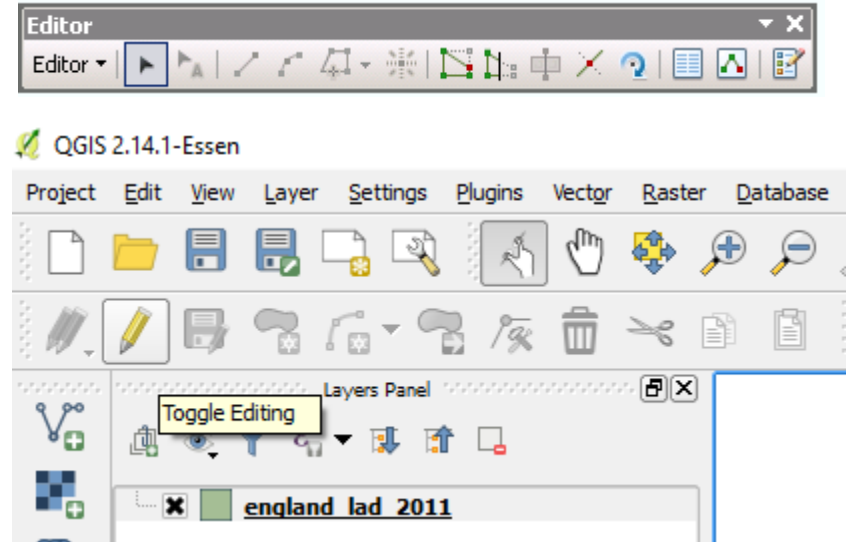 Editor
Editor
QGIS 2.14.1-Essen
Project Edit View Layer Settings Plugins Vector Raster Database
Layers Panel
Toggle Editing
england_lad_2011